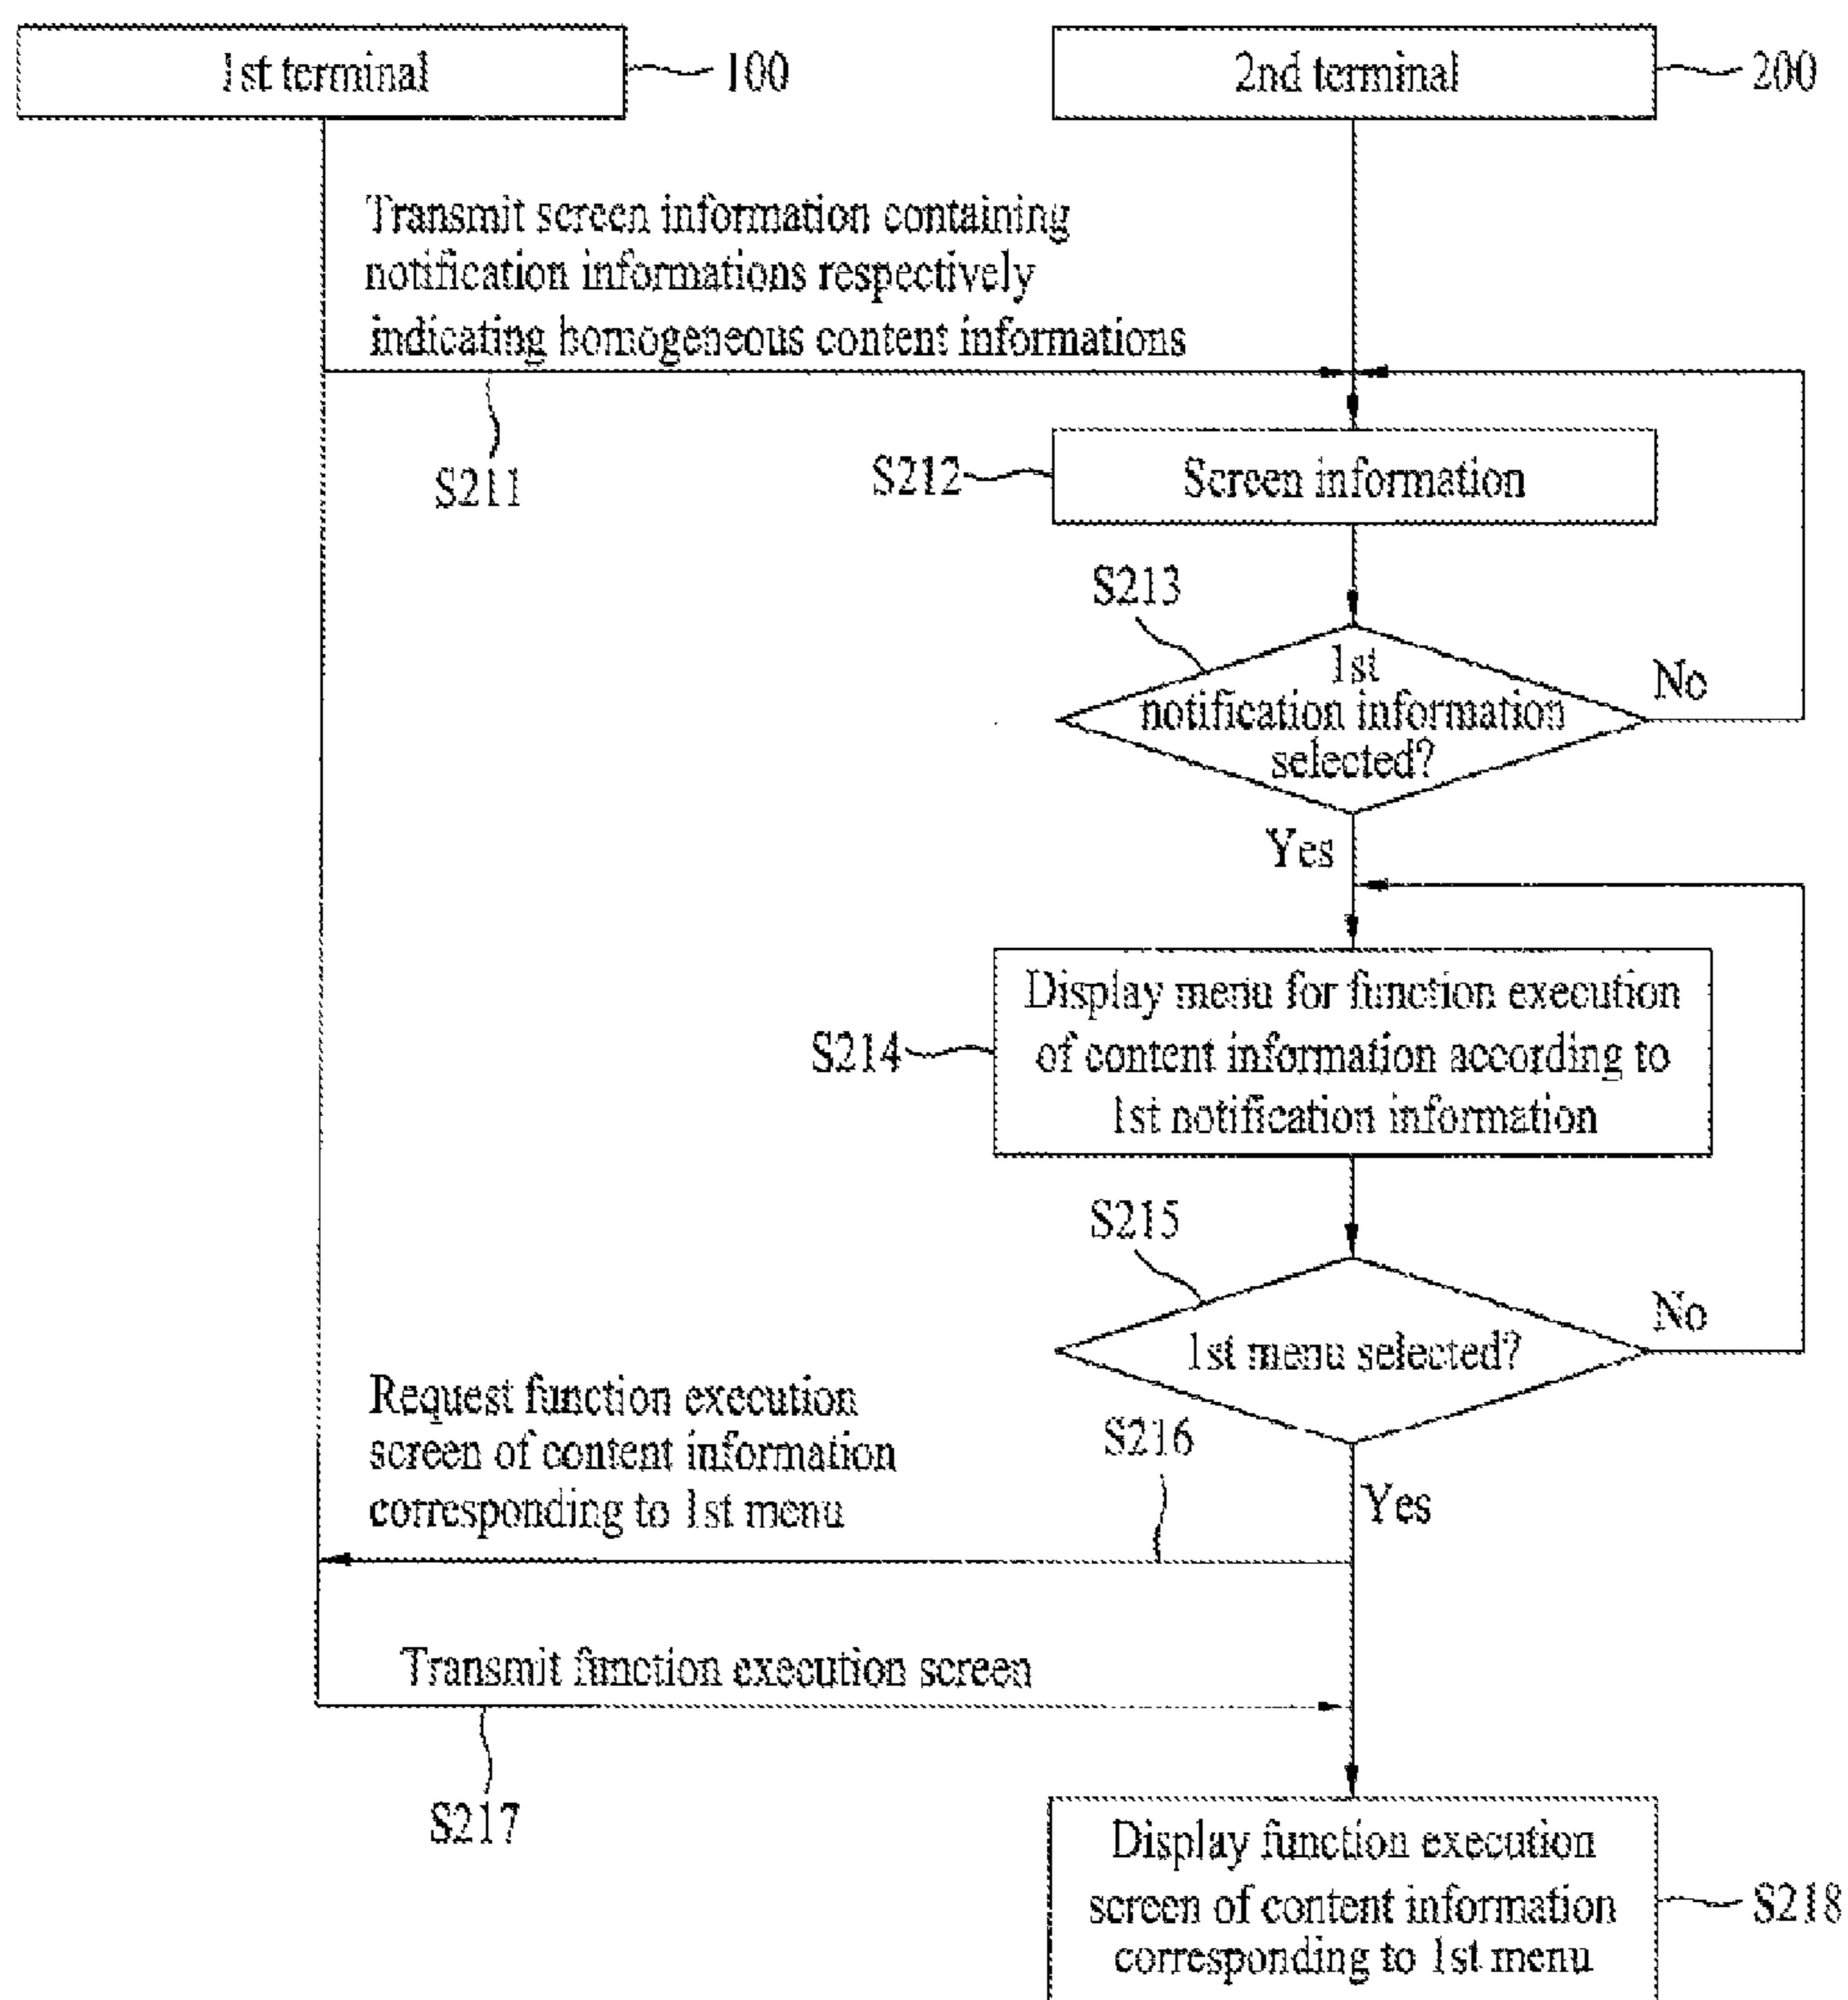 1st terminal
100
2nd terminal
200
Transmit screen information containing
notification informations respectively
indicating homogeneous content informations
S211
S212
Screen information
S213
1st
notification information
selected?
No
Yes
S214
Display menu for function execution
of content information according to
1st notification information
S215
1st menu selected?
No
Request function execution
screen of content information
corresponding to 1st menu
S216
Yes
Transmit function execution screen
S217
Display function execution
screen of content information
corresponding to 1st menu
S218